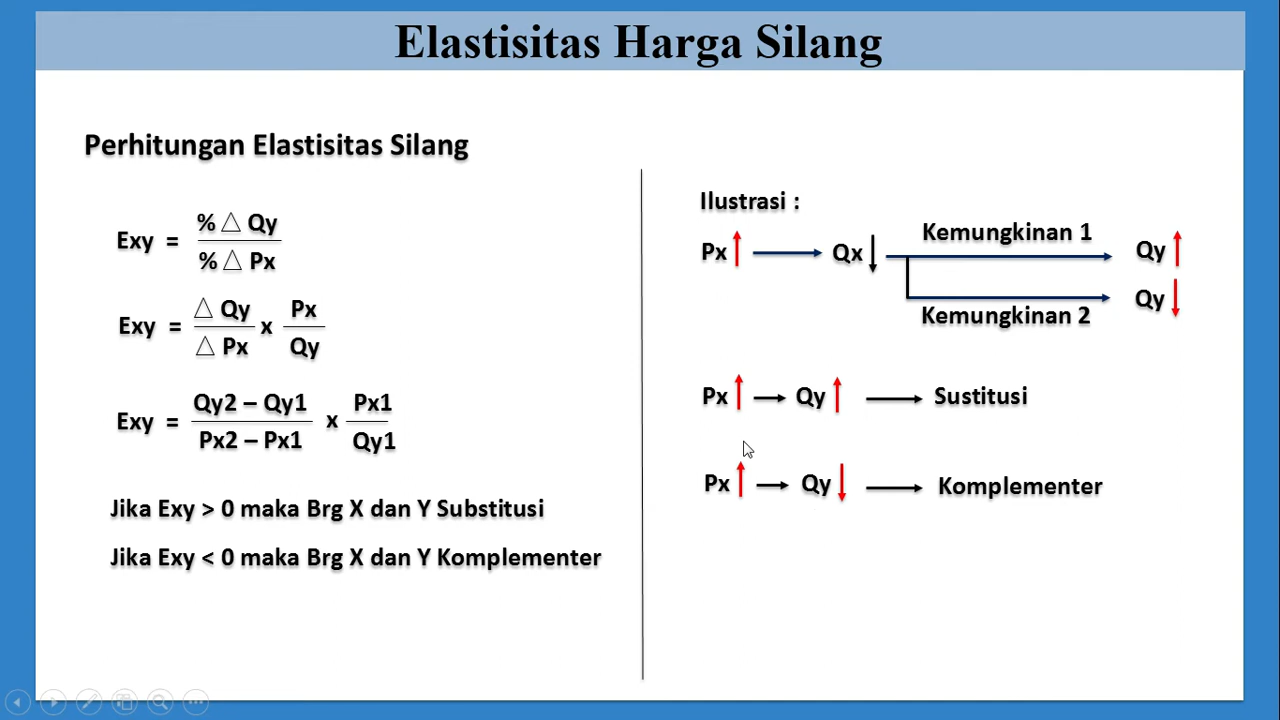 Elastisitas Harga Silang
Perhitungan Elastisitas Silang
Exy = % △ Qy / % △ Px
Exy = △ Qy / △ Px x Px / Qy
Exy = Qy2 – Qy1 / Px2 – Px1 x Px1 / Qy1
Jika Exy > 0 maka Brg X dan Y Substitusi
Jika Exy < 0 maka Brg X dan Y Komplementer
Ilustrasi :
Px ↑ → Qx ↓ Kemungkinan 1 → Qy ↑
Kemungkinan 2 → Qy ↓
Px ↑ → Qy ↑ → Sustitusi
Px ↑ → Qy ↓ → Komplementer